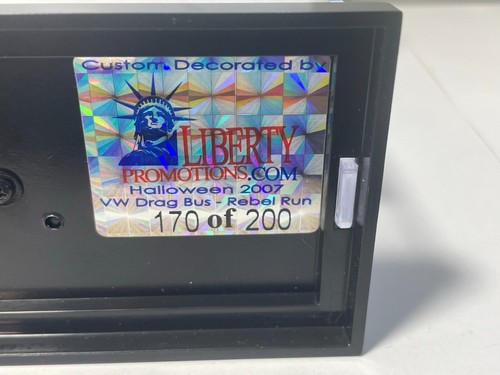 Custom Decorated by
LIBERTY
PROMOTIONS.COM
Halloween 2007
VW Drag Bus - Rebel Run
170 of 200